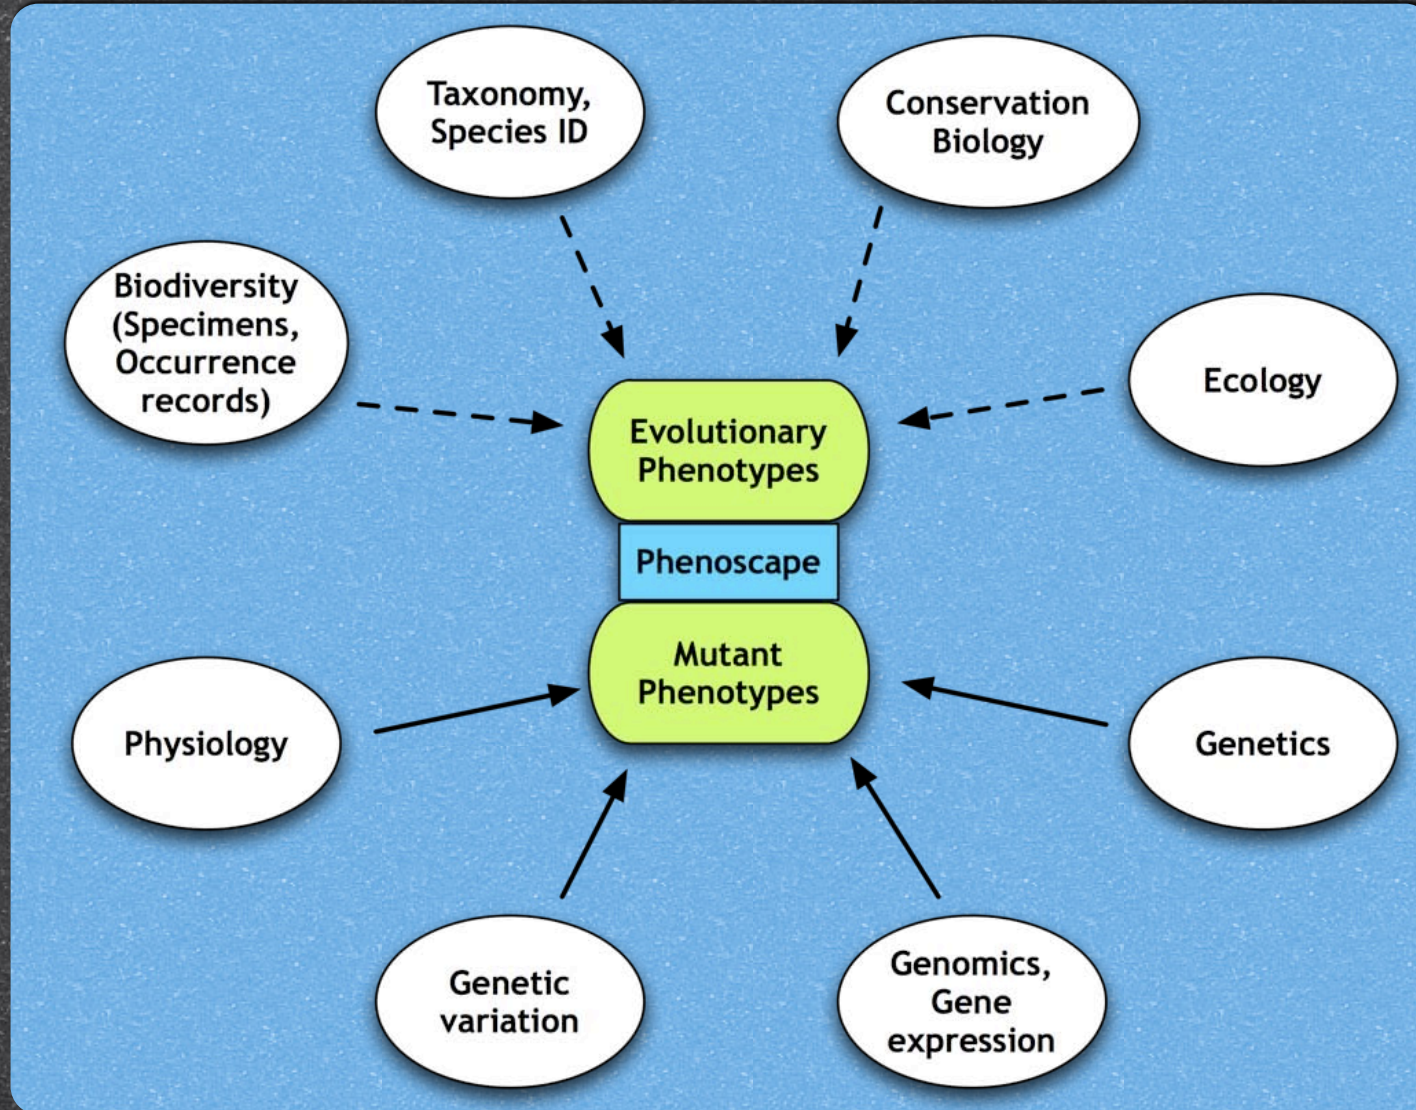 Taxonomy,
Species ID
Conservation
Biology
Biodiversity
(Specimens,
Occurrence
records)
Ecology
Evolutionary
Phenotypes
Phenoscape
Mutant
Phenotypes
Physiology
Genetics
Genetic
variation
Genomics,
Gene
expression